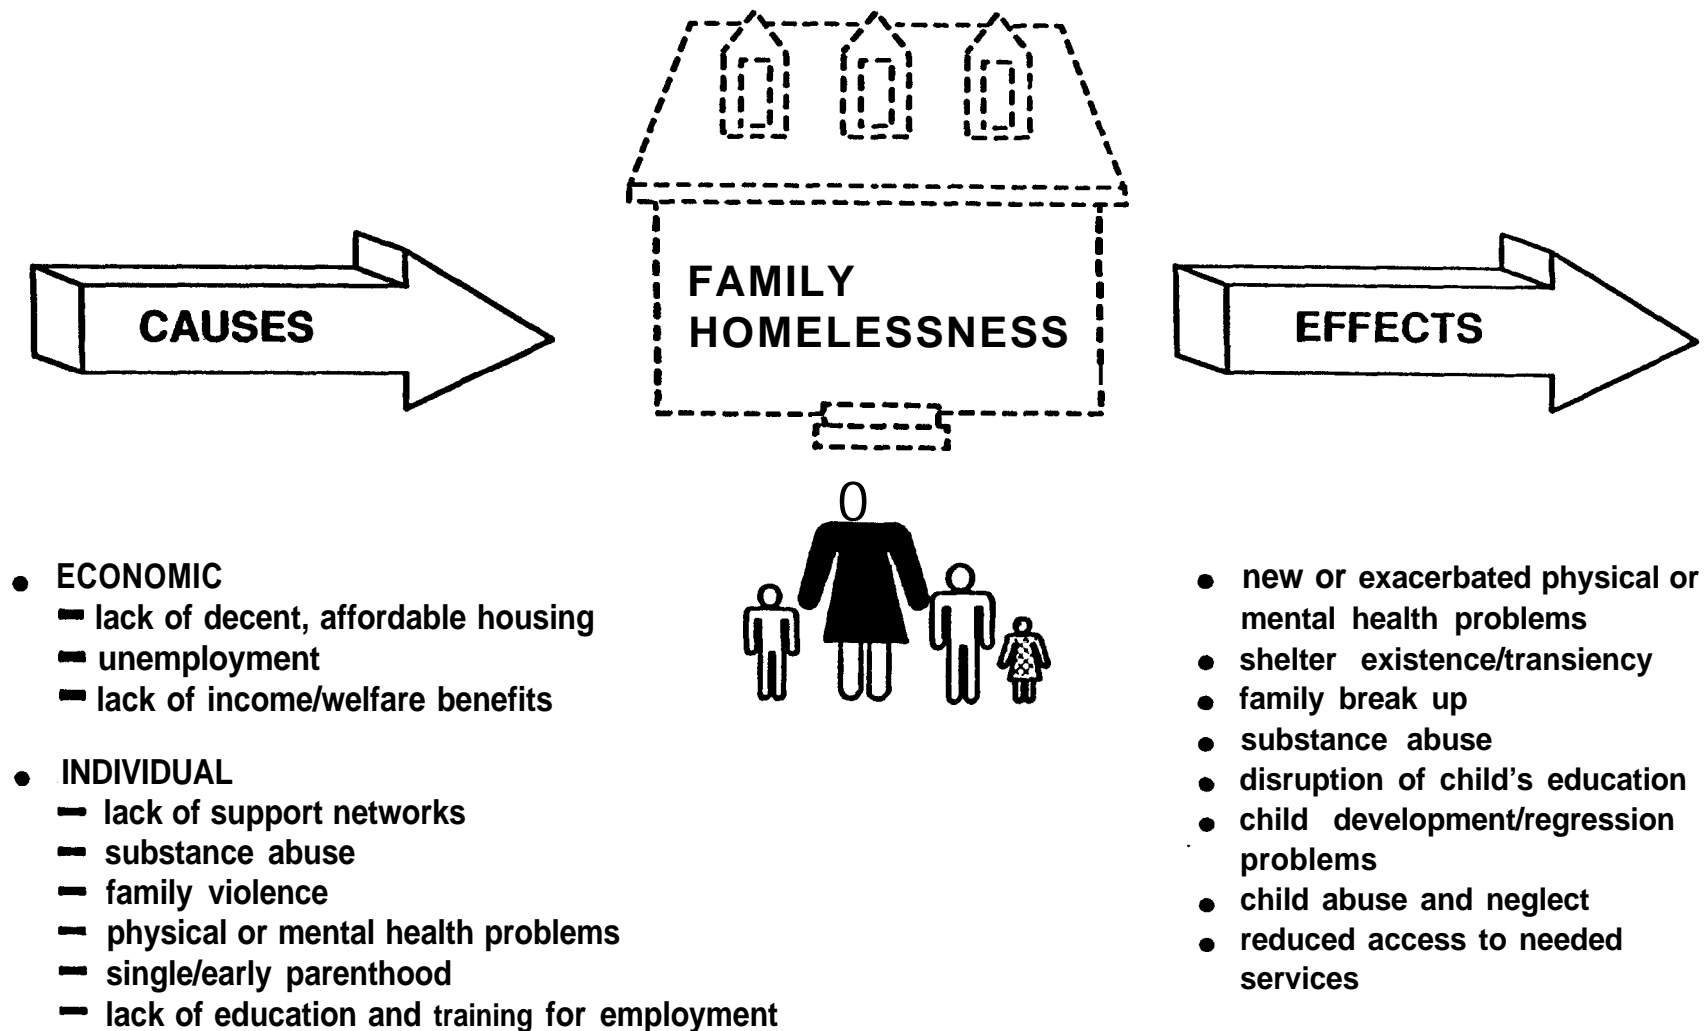 FAMILY
HOMELESSNESS
CAUSES
EFFECTS
• ECONOMIC
– lack of decent, affordable housing
– unemployment
– lack of income/welfare benefits
• INDIVIDUAL
– lack of support networks
– substance abuse
– family violence
– physical or mental health problems
– single/early parenthood
– lack of education and training for employment
• new or exacerbated physical or
mental health problems
• shelter existence/transiency
• family break up
• substance abuse
• disruption of child's education
• child development/regression
problems
• child abuse and neglect
• reduced access to needed
services